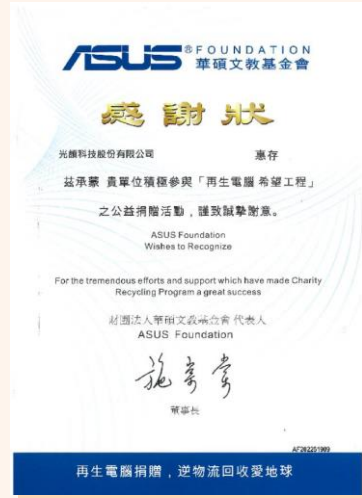 ASUS® FOUNDATION
華碩文教基金會
感謝狀
光顏科技股份有限公司 惠存
茲承蒙 貴單位積極參與「再生電腦 希望工程」
之公益捐贈活動，謹致誠摯謝意。
ASUS Foundation
Wishes to Recognize
For the tremendous efforts and support which have made Charity
Recycling Program a great success
財團法人華碩文教基金會 代表人
ASUS Foundation
施崇棠
董事長
AF202251989
再生電腦捐贈，逆物流回收愛地球